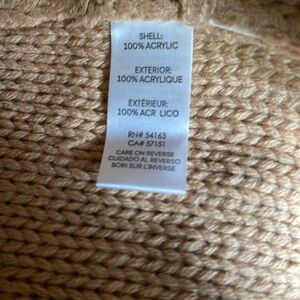 SHELL:
100% ACRYLIC
EXTERIOR:
100% ACRYLIQUE
EXTÉRIEUR:
100% ACR LICO
RN# 54163
CA# 57151
CARE ON REVERSE
CUIDADO AL REVERSO
SOIN SUR L'INVERSE